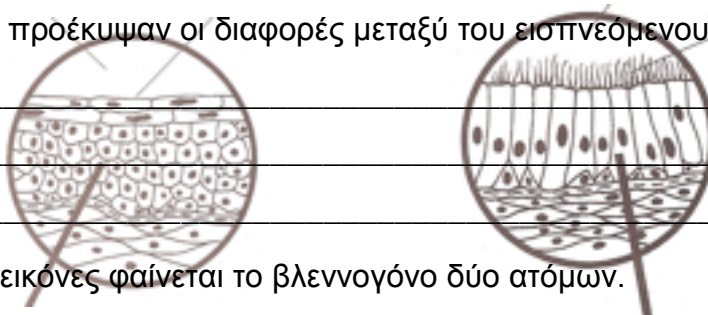 προέκυψαν οι διαφορές μεταξύ του εισπνεόμενου
εικόνες φαίνεται το βλεννογόνο δύο ατόμων.